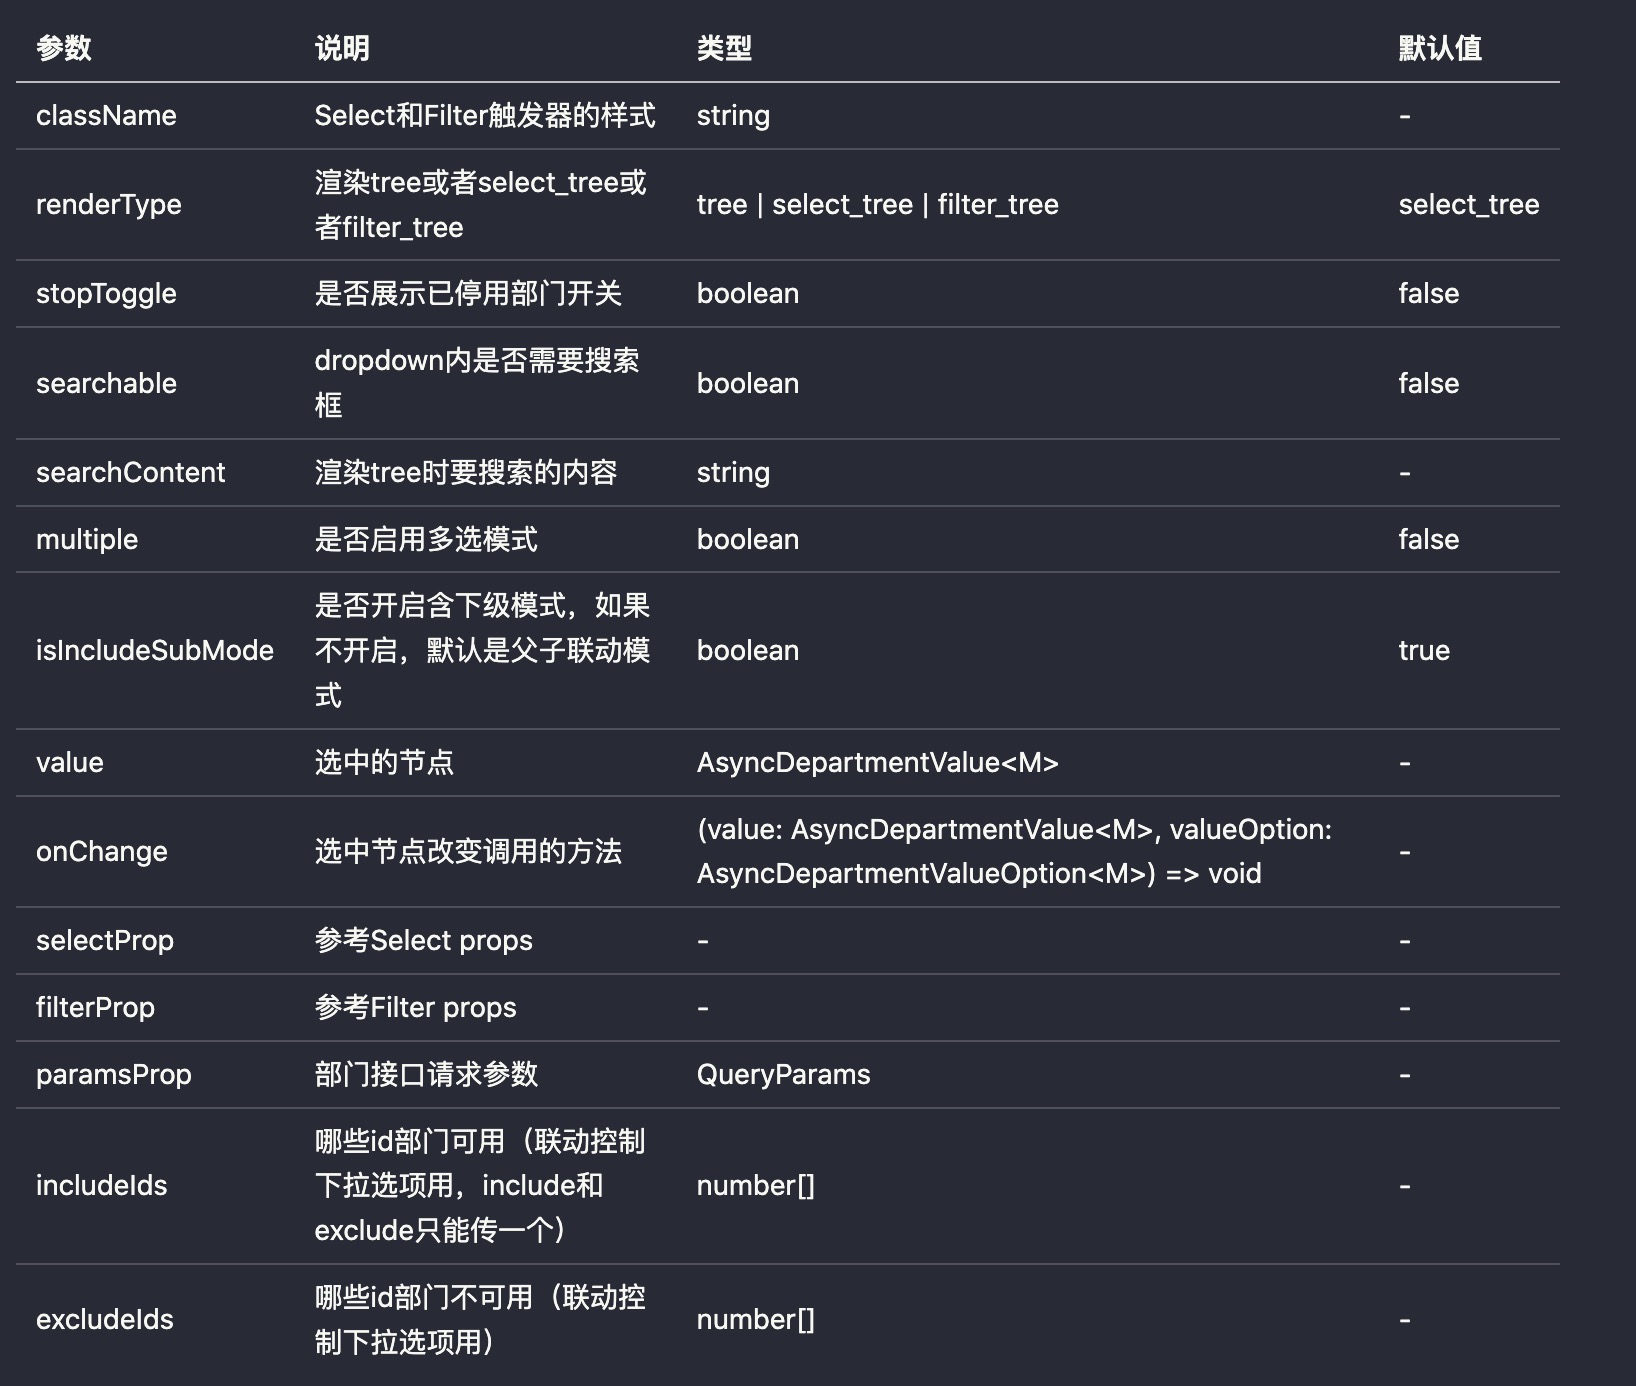 参数 说明 类型 默认值
className Select和Filter触发器的样式 string -
renderType 渲染tree或者select_tree或
者filter_tree tree | select_tree | filter_tree select_tree
stopToggle 是否展示已停用部门开关 boolean false
searchable dropdown内是否需要搜索
框 boolean false
searchContent 渲染tree时要搜索的内容 string -
multiple 是否启用多选模式 boolean false
isIncludeSubMode 是否开启含下级模式，如果
不开启，默认是父子联动模
式 boolean true
value 选中的节点 AsyncDepartmentValue<M> -
onChange 选中节点改变调用的方法 (value: AsyncDepartmentValue<M>, valueOption:
AsyncDepartmentValueOption<M>) => void -
selectProp 参考Select props - -
filterProp 参考Filter props - -
paramsProp 部门接口请求参数 QueryParams -
includeIds 哪些id部门可用（联动控制
下拉选项用，include和
exclude只能传一个） number[] -
excludeIds 哪些id部门不可用（联动控
制下拉选项用） number[] -